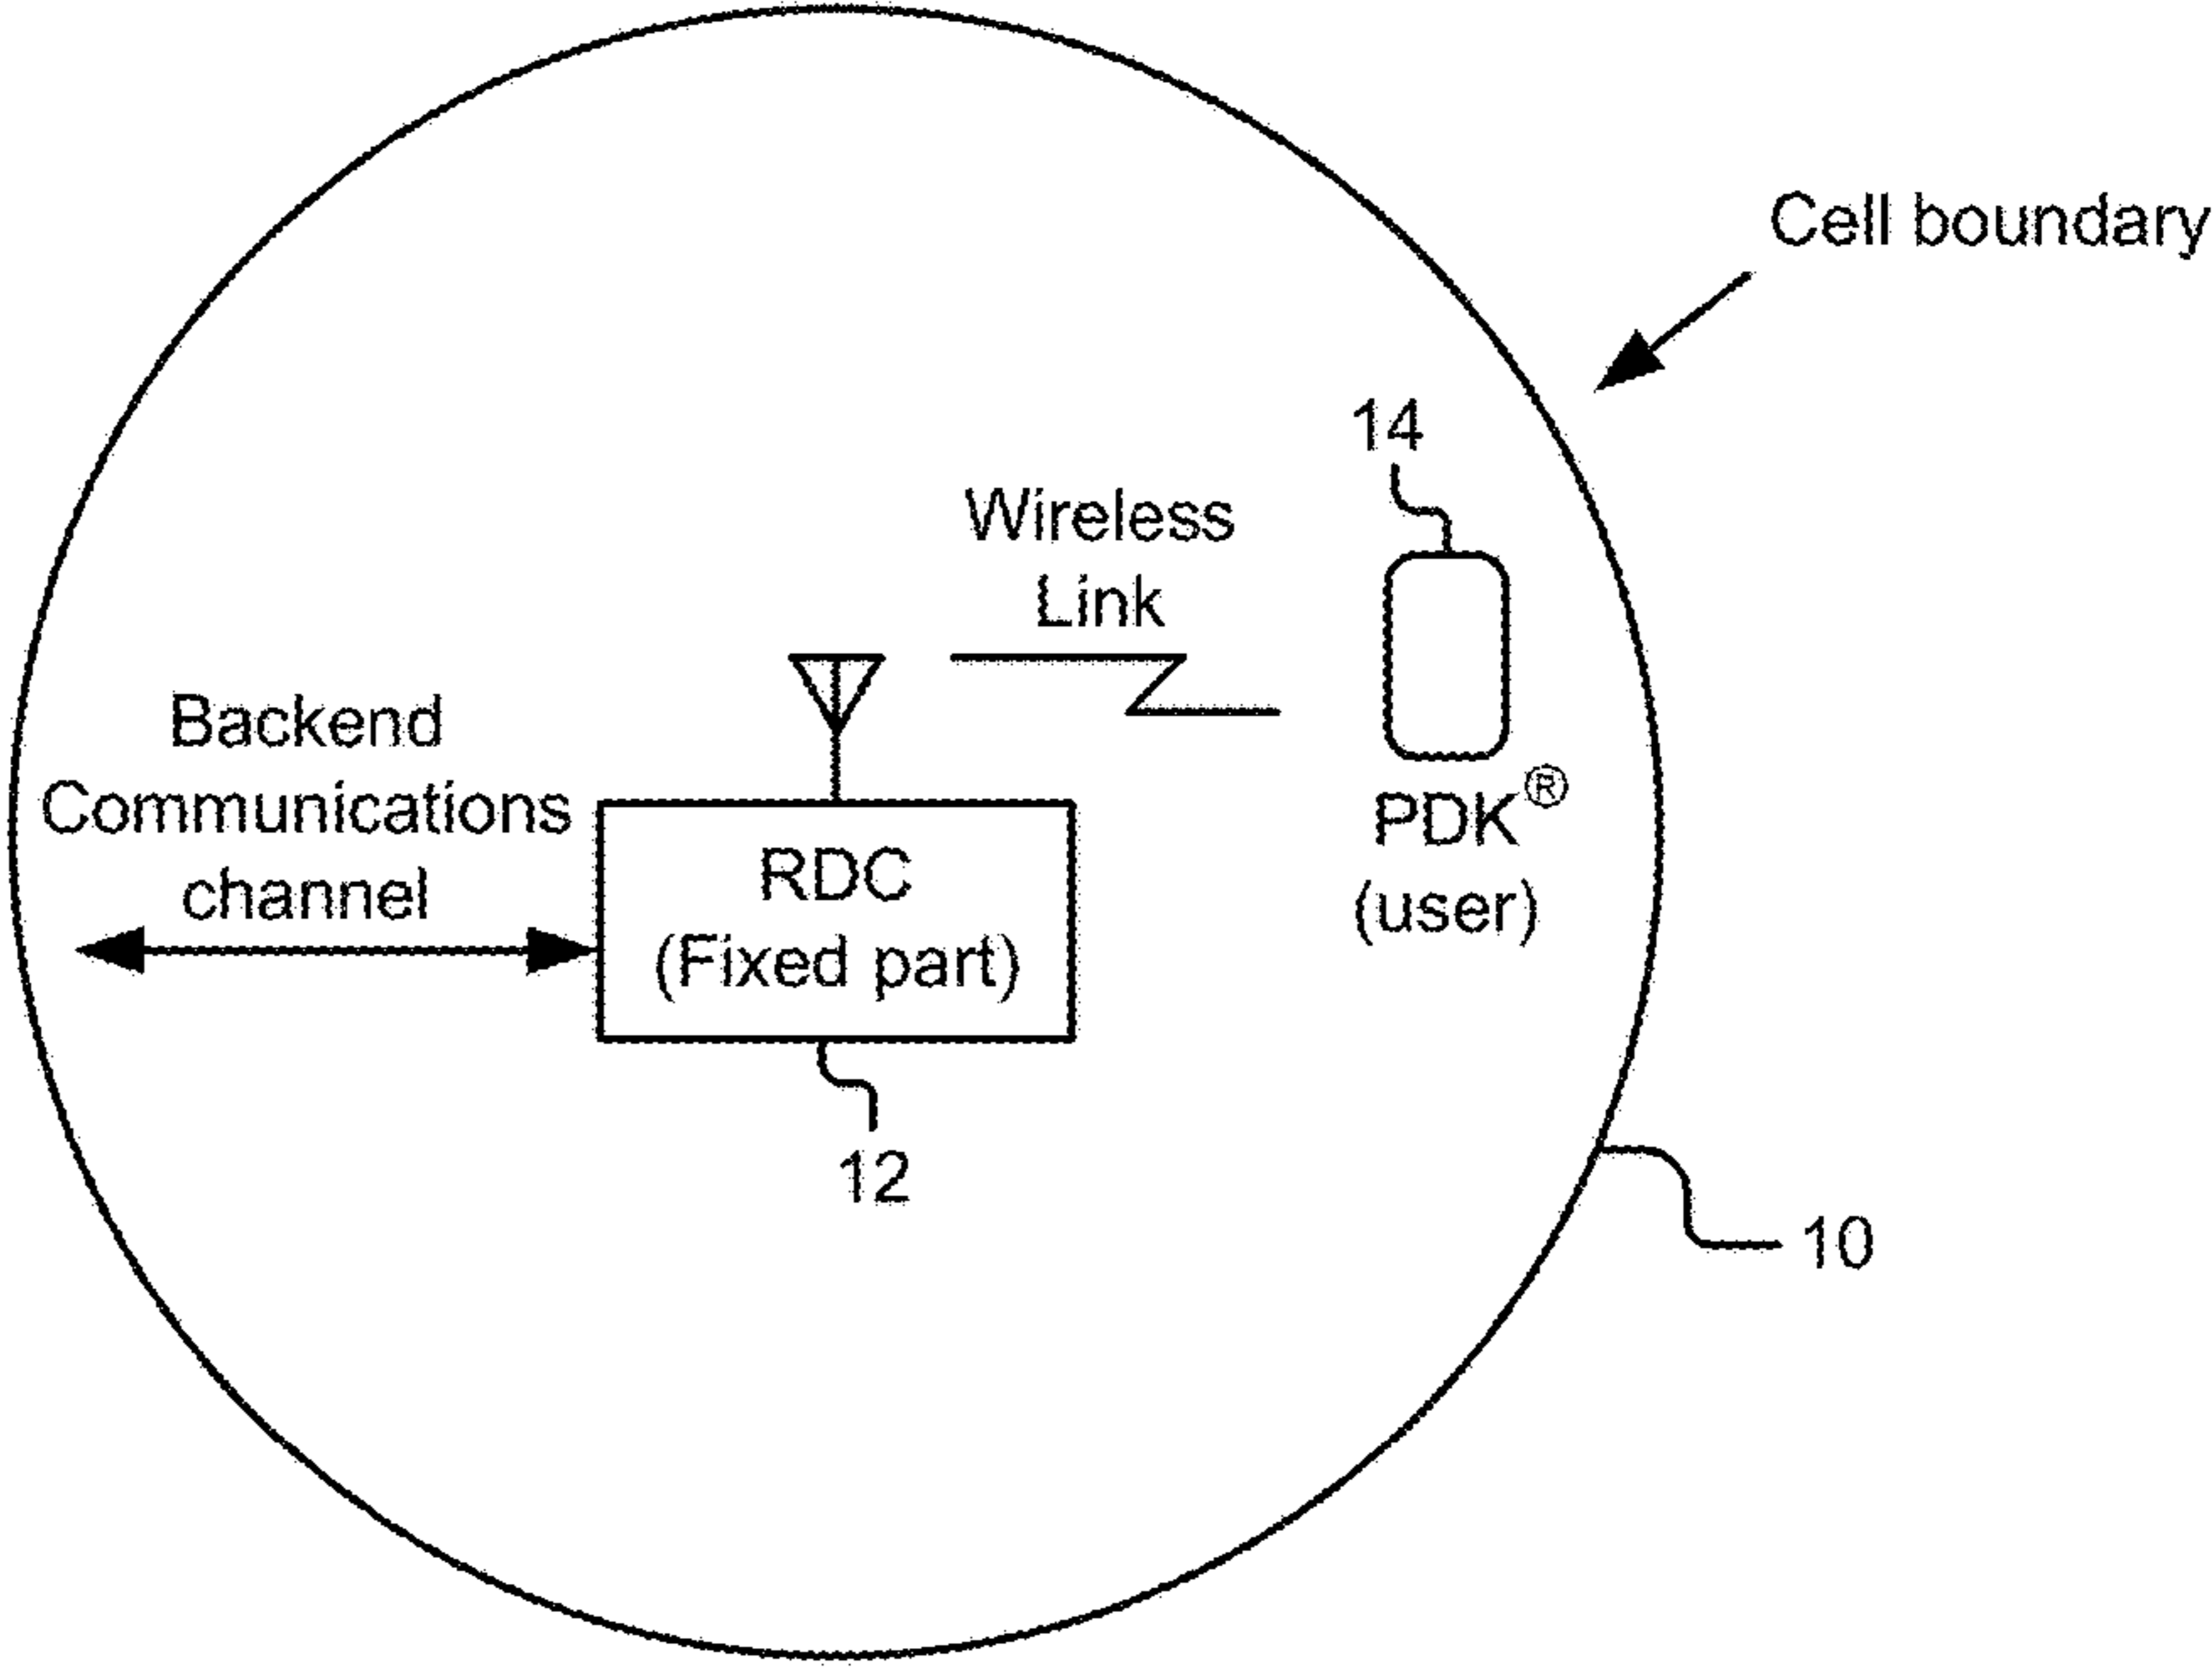 Cell boundary
14
Wireless
Link
Backend
Communications
channel
PDK®
(user)
RDC
(Fixed part)
12
10